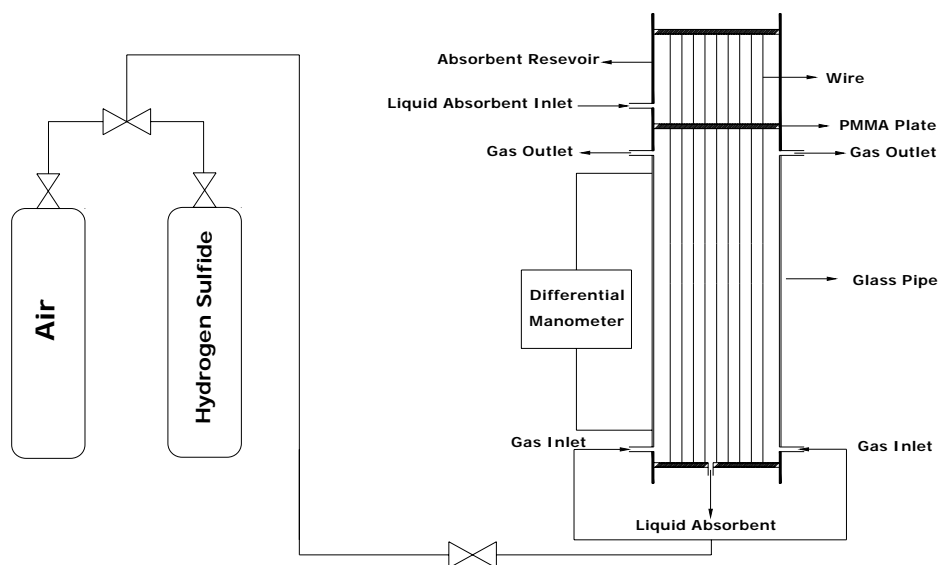 Absorbent Resevoir
Wire
Liquid Absorbent Inlet
PMMA Plate
Gas Outlet
Gas Outlet
Air
Hydrogen Sulfide
Glass Pipe
Differential
Manometer
Gas Inlet
Gas Inlet
Liquid Absorbent